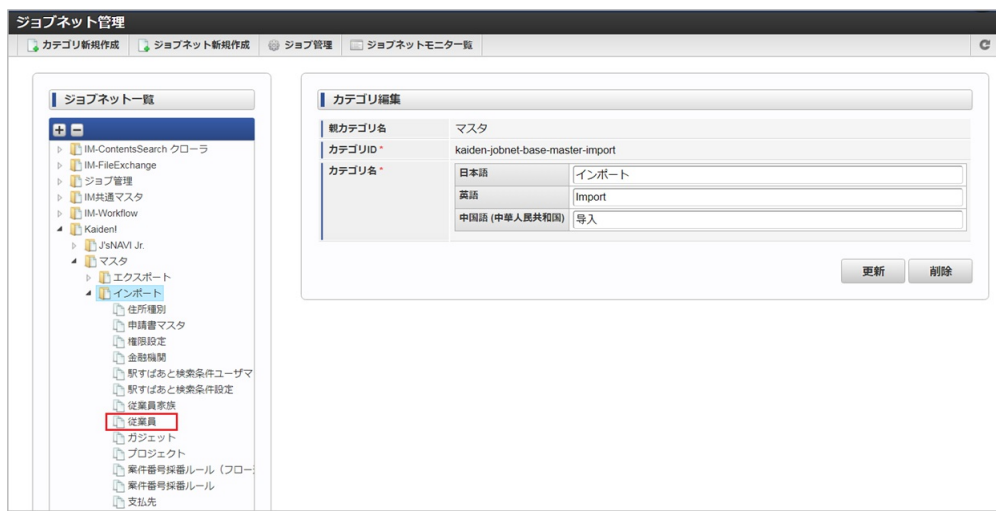 ジョブネット管理
カテゴリ新規作成 ジョブネット新規作成 ジョブ管理 ジョブネットモニタ一覧
ジョブネット一覧
IM-ContentsSearch クローラ
IM-FileExchange
ジョブ管理
IM共通マスタ
IM-Workflow
Kaiden!
J'sNAVI Jr.
マスタ
エクスポート
インポート
住所種別
申請書マスタ
権限設定
金融機関
駅すぱあと検索条件ユーザマ
駅すぱあと検索条件設定
従業員家族
従業員
ガジェット
プロジェクト
案件番号採番ルール（フロー
案件番号採番ルール
支払先
カテゴリ編集
親カテゴリ名 マスタ
カテゴリID * kaiden-jobnet-base-master-import
カテゴリ名 * 日本語 インポート
英語 Import
中国語 (中華人民共和国) 导入
更新 削除